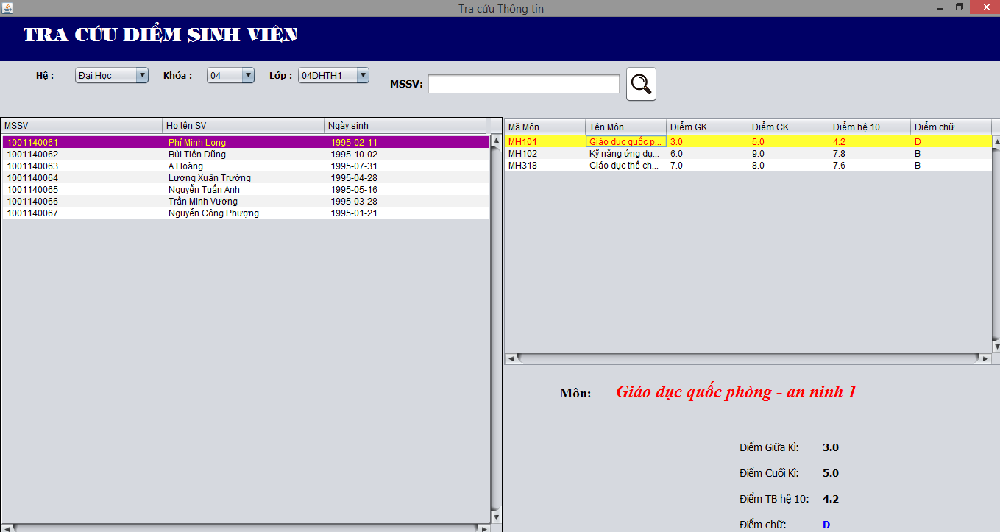 Tra cứu Thông tin
TRA CỨU ĐIỂM SINH VIÊN
Hệ : Đại Học Khóa : 04 Lớp : 04DHTH1 MSSV:
MSSV Họ tên SV Ngày sinh
1001140061 Phí Minh Long 1995-02-11
1001140062 Bùi Tiến Dũng 1995-10-02
1001140063 A Hoàng 1995-07-31
1001140064 Lương Xuân Trường 1995-04-28
1001140065 Nguyễn Tuấn Anh 1995-05-16
1001140066 Trần Minh Vương 1995-03-28
1001140067 Nguyễn Công Phượng 1995-01-21
Mã Môn Tên Môn Điểm GK Điểm CK Điểm hệ 10 Điểm chữ
MH101 Giáo dục quốc p... 3.0 5.0 4.2 D
MH102 Kỹ năng ứng dụ... 6.0 9.0 7.8 B
MH318 Giáo dục thể ch... 7.0 8.0 7.6 B
Môn: Giáo dục quốc phòng - an ninh 1
Điểm Giữa Kì: 3.0
Điểm Cuối Kì: 5.0
Điểm TB hệ 10: 4.2
Điểm chữ: D